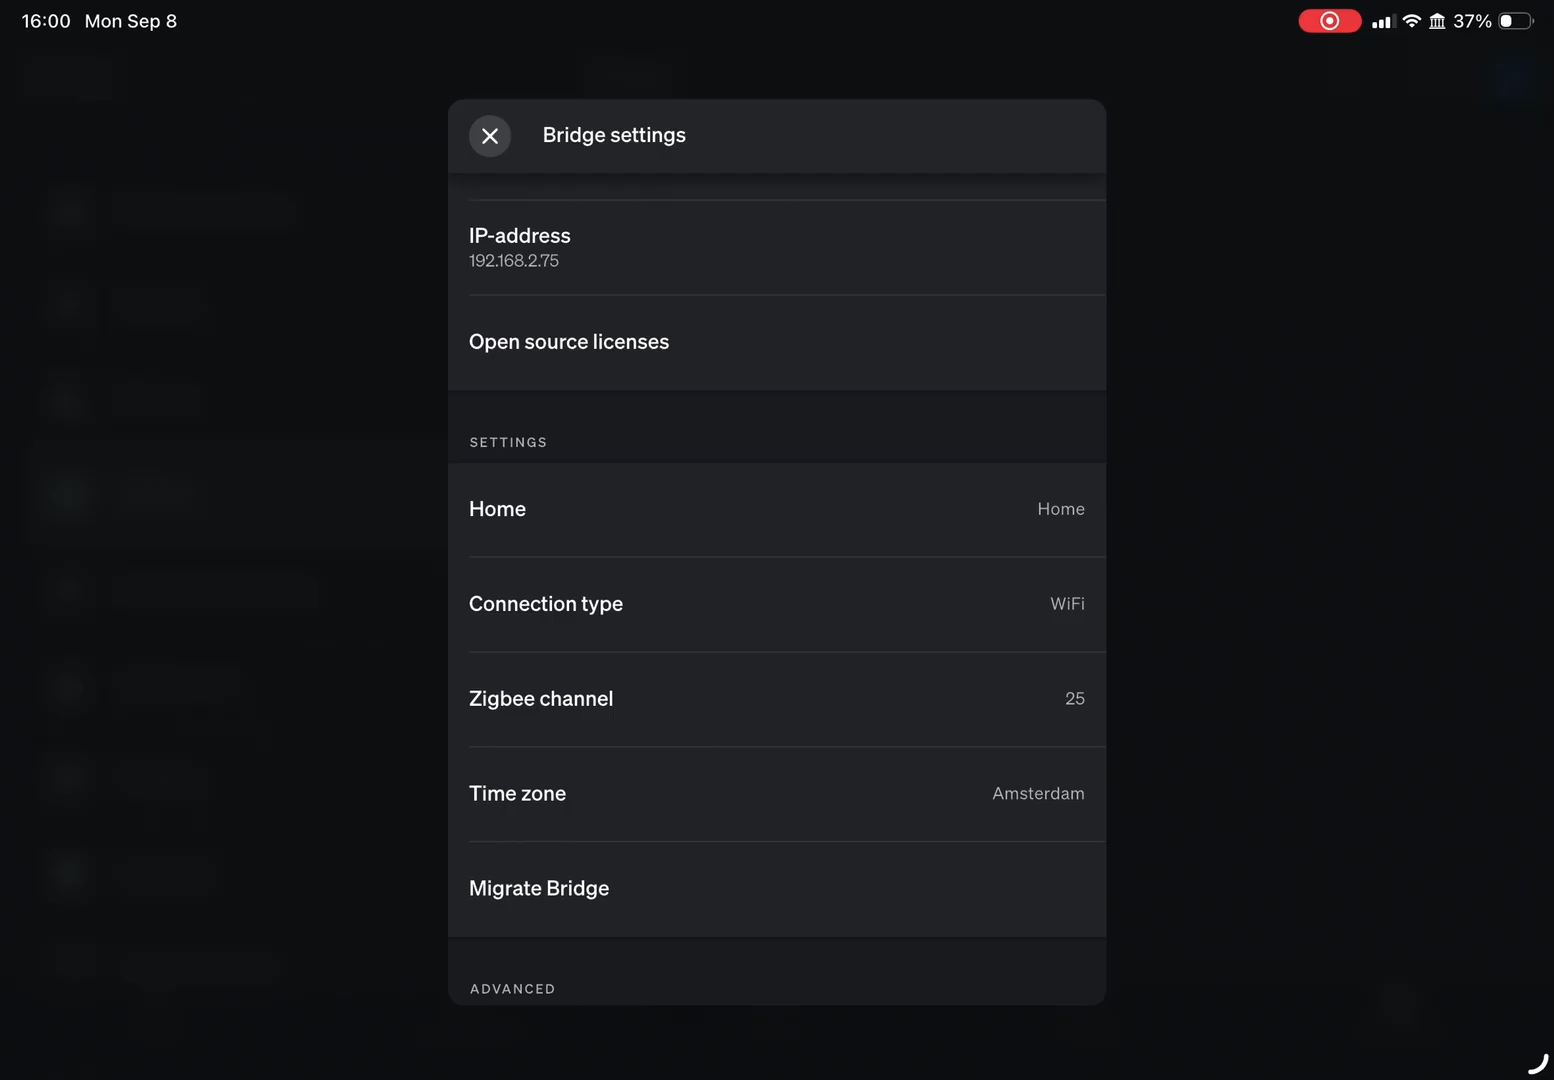 16:00 Mon Sep 8
37%
Bridge settings
IP-address
192.168.2.75
Open source licenses
SETTINGS
Home Home
Connection type WiFi
Zigbee channel 25
Time zone Amsterdam
Migrate Bridge
ADVANCED